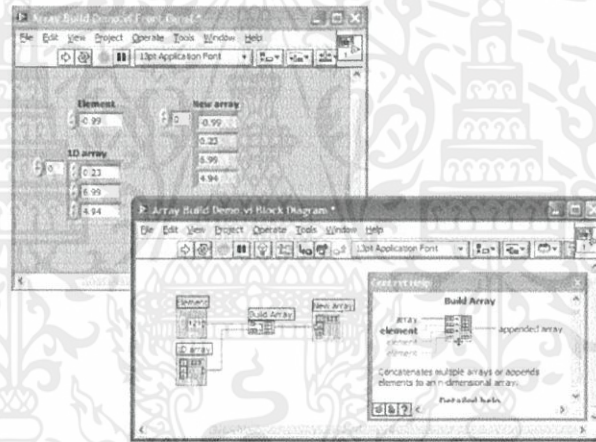 Array Build Demo.vi Front Panel *
File Edit View Project Operate Tools Window Help
13pt Application Font
Element
-0.99
1D array
0
0.23
6.99
4.94
New array
0
-0.99
0.23
6.99
4.94
Array Build Demo.vi Block Diagram *
File Edit View Project Operate Tools Window Help
13pt Application Font
Element
1D array
Build Array
New array
Context Help
Build Array
array
element
element
element
appended array
Concatenates multiple arrays or appends
elements to an n-dimensional array.
Detailed help